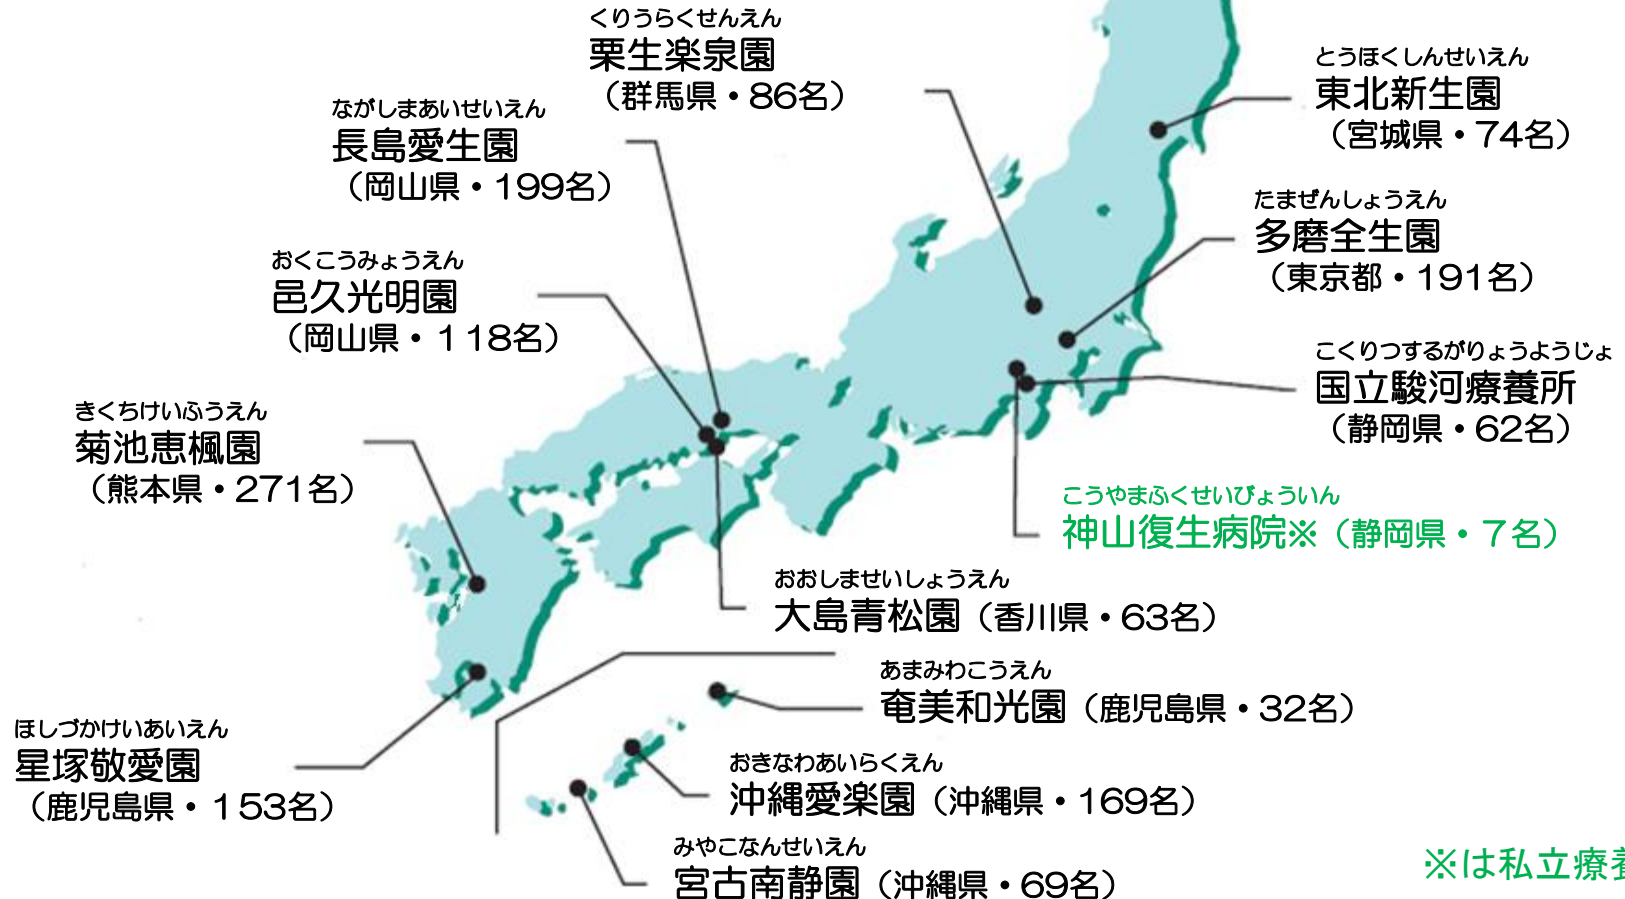 くりうらくせんえん
栗生楽泉園
（群馬県・86名）
とうほくしんせいえん
東北新生園
（宮城県・74名）
ながしまあいせいえん
長島愛生園
（岡山県・199名）
たまぜんしょうえん
多磨全生園
（東京都・191名）
おくこうみょうえん
邑久光明園
（岡山県・118名）
こくりつするがりょうようじょ
国立駿河療養所
（静岡県・62名）
きくちけいふうえん
菊池恵楓園
（熊本県・271名）
こうやまふくせいびょういん
神山復生病院※（静岡県・7名）
おおしませいしょうえん
大島青松園（香川県・63名）
あまみわこうえん
奄美和光園（鹿児島県・32名）
ほしづかけいあいえん
星塚敬愛園
（鹿児島県・153名）
おきなわあいらくえん
沖縄愛楽園（沖縄県・169名）
みやこなんせいえん
宮古南静園（沖縄県・69名）
※は私立療養